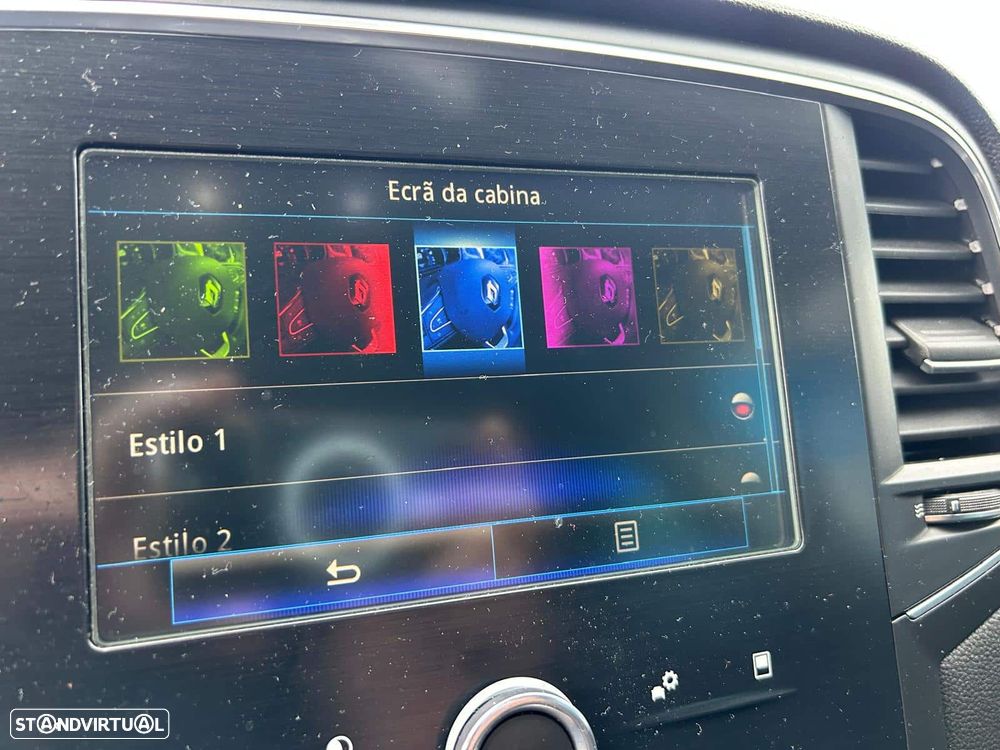 Ecrã da cabina
Estilo 1
Estilo 2
STANDVIRTUAL